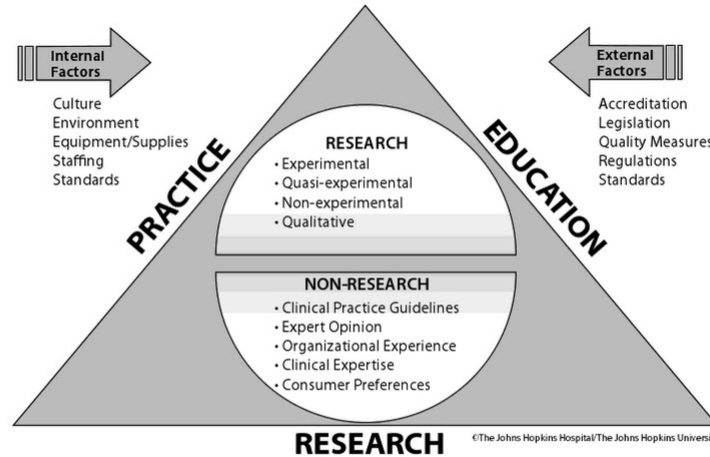 Internal
Factors
Culture
Environment
Equipment/Supplies
Staffing
Standards
External
Factors
Accreditation
Legislation
Quality Measures
Regulations
Standards
PRACTICE
EDUCATION
RESEARCH
• Experimental
• Quasi-experimental
• Non-experimental
• Qualitative
NON-RESEARCH
• Clinical Practice Guidelines
• Expert Opinion
• Organizational Experience
• Clinical Expertise
• Consumer Preferences
RESEARCH
©The Johns Hopkins Hospital/The Johns Hopkins Universi